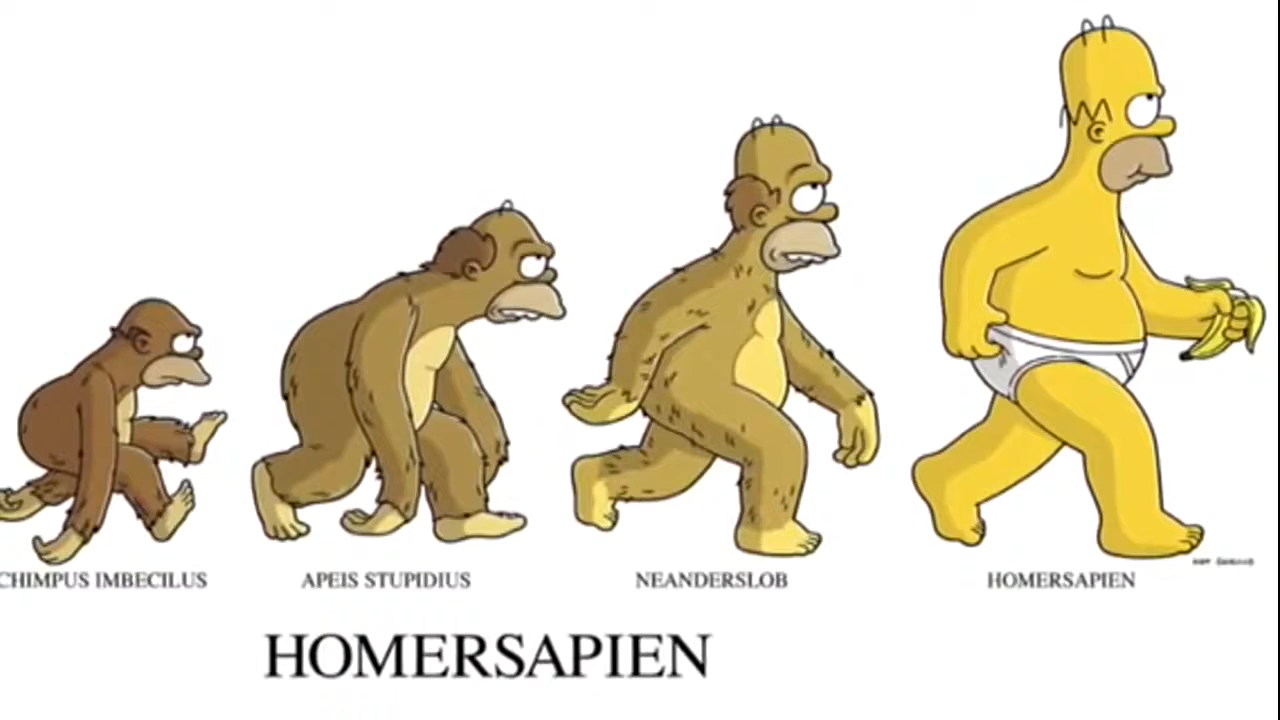 CHIMPUS IMBECILUS
APEIS STUPIDIUS
NEANDERSLOB
HOMERSAPIEN
HOMERSAPIEN